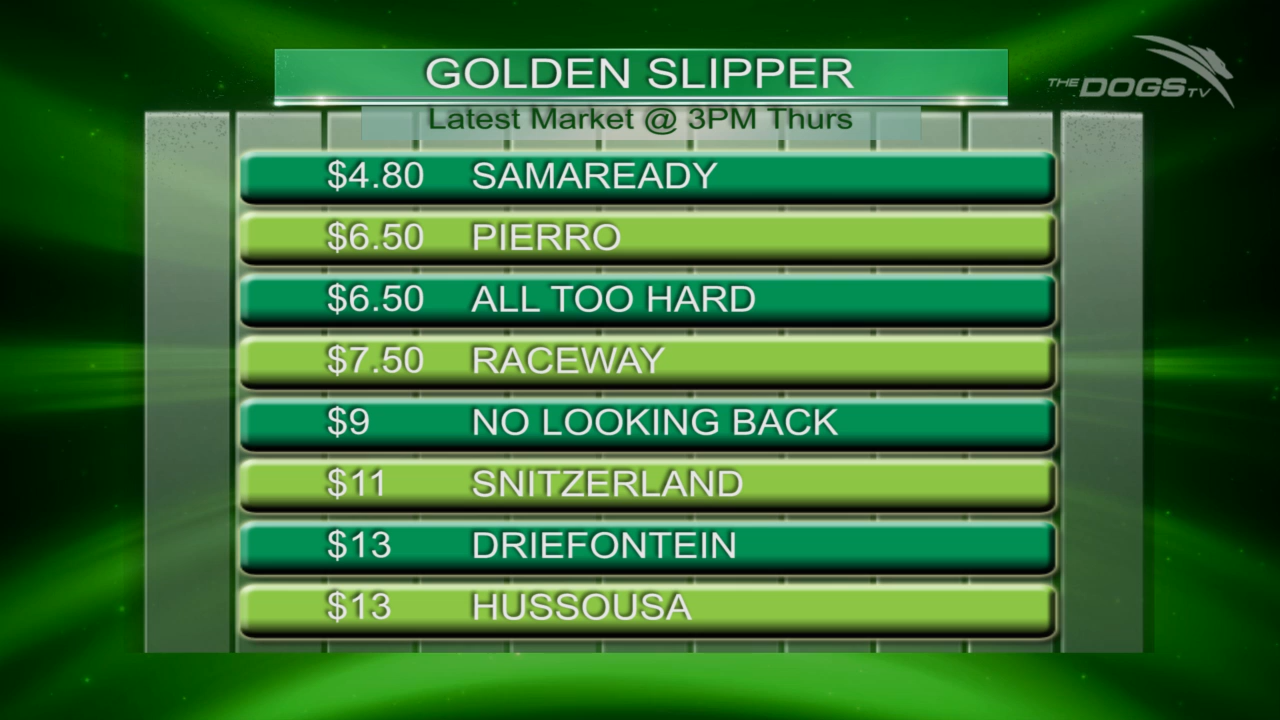 GOLDEN SLIPPER
THE DOGS TV
Latest Market @ 3PM Thurs
$4.80 SAMAREADY
$6.50 PIERRO
$6.50 ALL TOO HARD
$7.50 RACEWAY
$9 NO LOOKING BACK
$11 SNITZERLAND
$13 DRIEFONTEIN
$13 HUSSOUSA